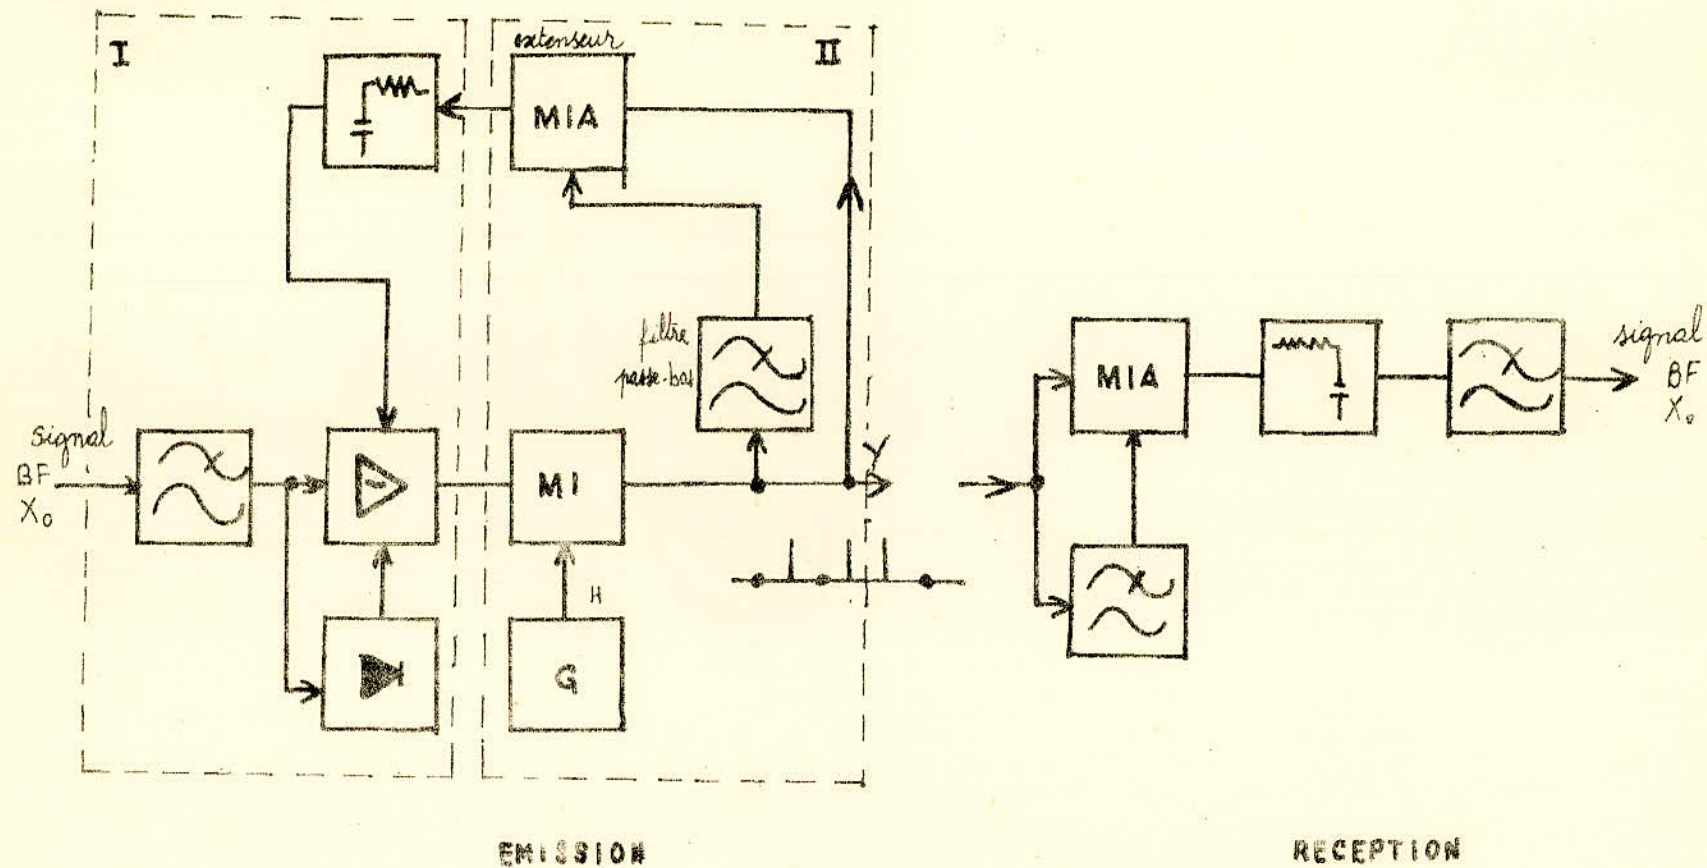 I
extenseur
II
MIA
filtre
passe-bas
signal
BF
X₀
MI
Y
H
G
MIA
signal
BF
X₀
EMISSION
RECEPTION